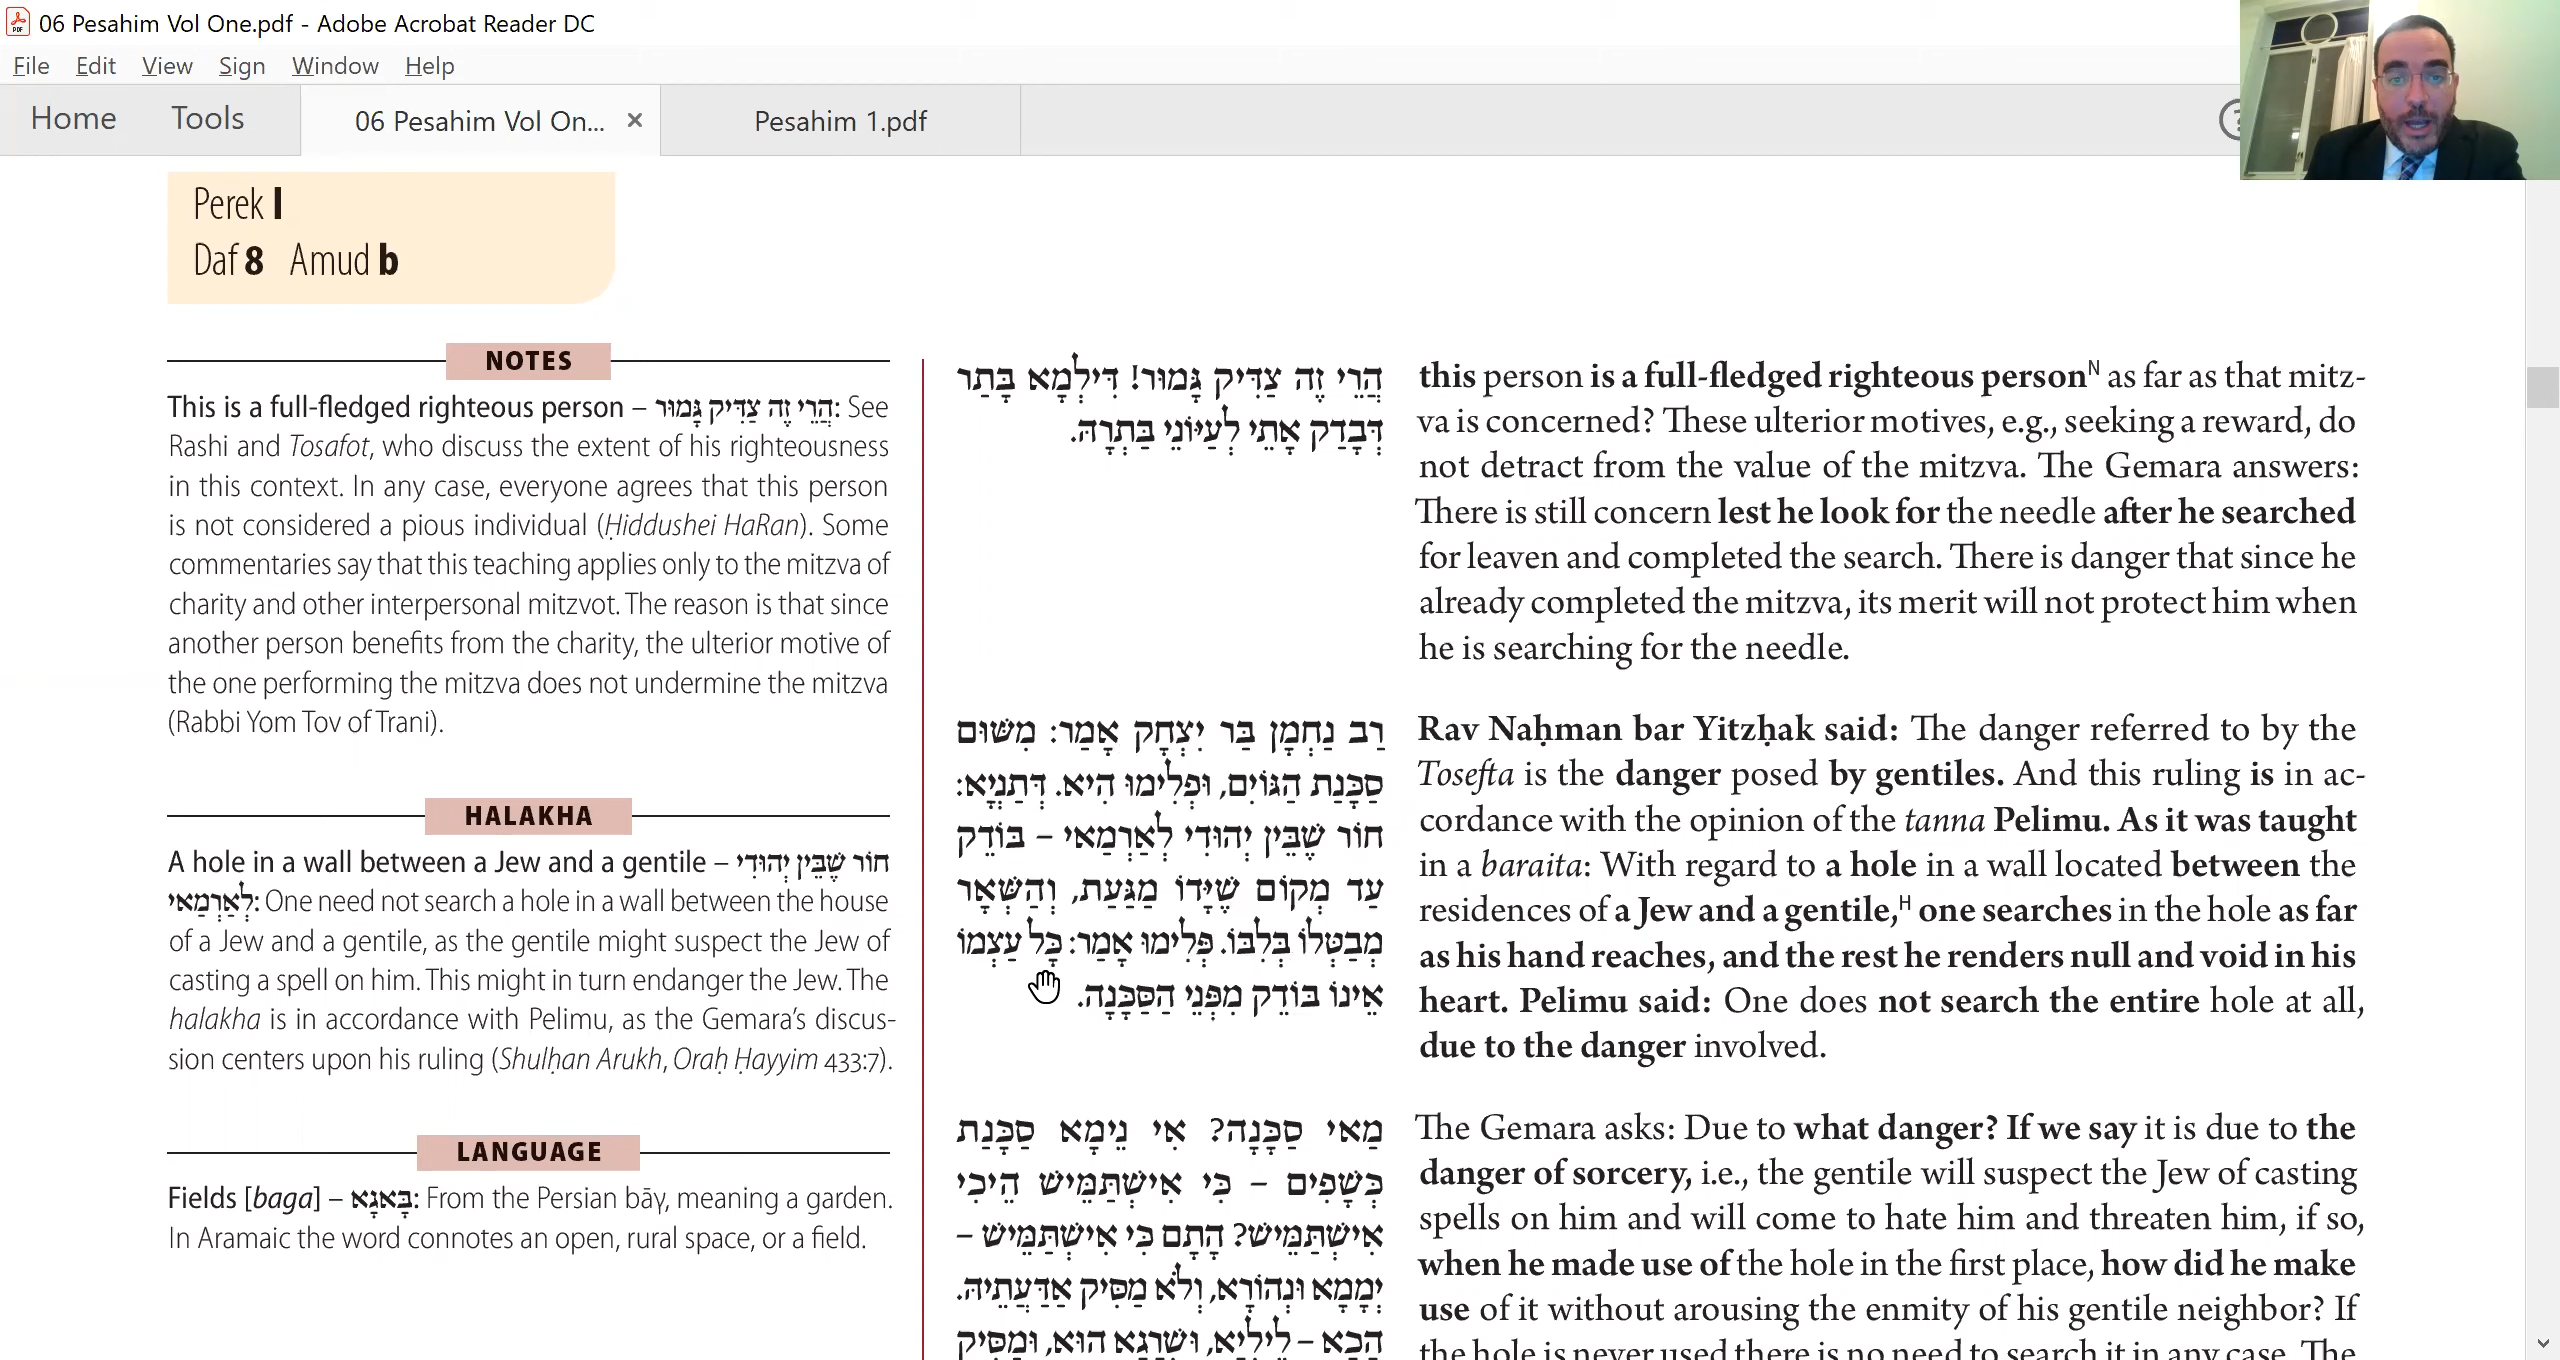 06 Pesahim Vol One.pdf - Adobe Acrobat Reader DC
File Edit View Sign Window Help
Home Tools 06 Pesahim Vol On... × Pesahim 1.pdf
Perek I
Daf 8 Amud b
NOTES
This is a full-fledged righteous person – הֲרֵי זֶה צַדִּיק גָּמוּר: See
Rashi and Tosafot, who discuss the extent of his righteousness
in this context. In any case, everyone agrees that this person
is not considered a pious individual (Ḥiddushei HaRan). Some
commentaries say that this teaching applies only to the mitzva of
charity and other interpersonal mitzvot. The reason is that since
another person benefits from the charity, the ulterior motive of
the one performing the mitzva does not undermine the mitzva
(Rabbi Yom Tov of Trani).
HALAKHA
A hole in a wall between a Jew and a gentile – חוֹר שֶׁבֵּין יְהוּדִי
לְאַרְמַאי: One need not search a hole in a wall between the house
of a Jew and a gentile, as the gentile might suspect the Jew of
casting a spell on him. This might in turn endanger the Jew. The
halakha is in accordance with Pelimu, as the Gemara's discus-
sion centers upon his ruling (Shulḥan Arukh, Oraḥ Ḥayyim 433:7).
LANGUAGE
Fields [baga] – בָּאגָא: From the Persian bāγ, meaning a garden.
In Aramaic the word connotes an open, rural space, or a field.
הֲרֵי זֶה צַדִּיק גָּמוּר! דִּילְמָא בָּתַר
דְּבָדַק אָתֵי לְעַיּוֹנֵי בַּתְרָהּ.
רַב נַחְמָן בַּר יִצְחָק אָמַר: מִשּׁוּם
סַכָּנַת הַגּוֹיִם, וּפְלִימוּ הִיא. דְּתַנְיָא:
חוֹר שֶׁבֵּין יְהוּדִי לְאַרְמַאי – בּוֹדֵק
עַד מְקוֹם שֶׁיָּדוֹ מַגַּעַת, וְהַשְּׁאָר
מְבַטְּלוֹ בְּלִבּוֹ. פְּלִימוּ אָמַר: כָּל עַצְמוֹ
אֵינוֹ בּוֹדֵק מִפְּנֵי הַסַּכָּנָה.
מַאי סַכָּנָה? אִי נֵימָא סַכָּנַת
כְּשָׁפִים – כִּי אִישְׁתַּמֵּישׁ הֵיכִי
אִישְׁתַּמֵּישׁ? הָתָם כִּי אִישְׁתַּמֵּישׁ –
יְמָמָא וּנְהוֹרָא, וְלֹא מַסִּיק אַדַּעְתֵּיהּ.
הָכָא – לֵילְיָא, וּשְׁרָגָא הוּא, וּמַסִּיק
this person is a full-fledged righteous personᴺ as far as that mitz-
va is concerned? These ulterior motives, e.g., seeking a reward, do
not detract from the value of the mitzva. The Gemara answers:
There is still concern lest he look for the needle after he searched
for leaven and completed the search. There is danger that since he
already completed the mitzva, its merit will not protect him when
he is searching for the needle.
Rav Naḥman bar Yitzḥak said: The danger referred to by the
Tosefta is the danger posed by gentiles. And this ruling is in ac-
cordance with the opinion of the tanna Pelimu. As it was taught
in a baraita: With regard to a hole in a wall located between the
residences of a Jew and a gentile,ᴴ one searches in the hole as far
as his hand reaches, and the rest he renders null and void in his
heart. Pelimu said: One does not search the entire hole at all,
due to the danger involved.
The Gemara asks: Due to what danger? If we say it is due to the
danger of sorcery, i.e., the gentile will suspect the Jew of casting
spells on him and will come to hate him and threaten him, if so,
when he made use of the hole in the first place, how did he make
use of it without arousing the enmity of his gentile neighbor? If
the hole is never used there is no need to search it in any case. The